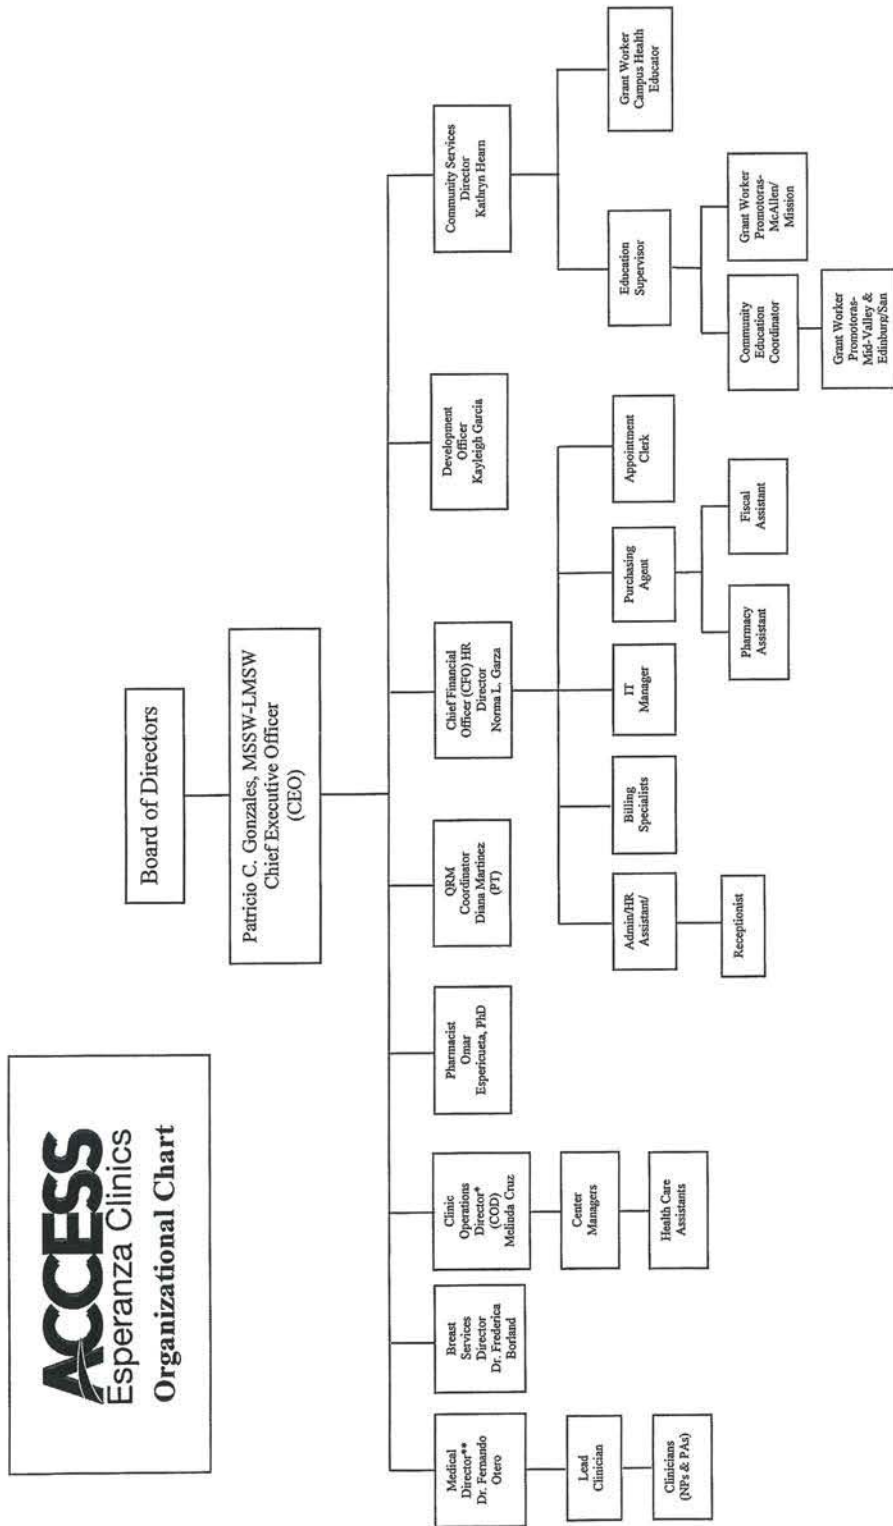 ACCESS
Esperanza Clinics
Organizational Chart
Board of Directors
Patricio C. Gonzales, MSSW-LMSW
Chief Executive Officer
(CEO)
Medical
Director**
Dr. Fernando
Otero
Breast
Services
Director
Dr. Frederica
Borland
Clinic
Operations
Director*
(COD)
Melinda Cruz
Pharmacist
Omar
Espericueta, PhD
QRM
Coordinator
Diana Martinez
(PT)
Chief Financial
Officer (CFO) HR
Director
Norma L. Garza
Development
Officer
Kayleigh Garcia
Community Services
Director
Kathryn Hearn
Lead
Clinician
Clinicians
(NPs & PAs)
Center
Managers
Health Care
Assistants
Admin/HR
Assistant/
Receptionist
Billing
Specialists
IT
Manager
Purchasing
Agent
Appointment
Clerk
Pharmacy
Assistant
Fiscal
Assistant
Education
Supervisor
Grant Worker
Campus Health
Educator
Community
Education
Coordinator
Grant Worker
Promotoras-
McAllen/
Mission
Grant Worker
Promotoras-
Mid-Valley &
Edinburg/San